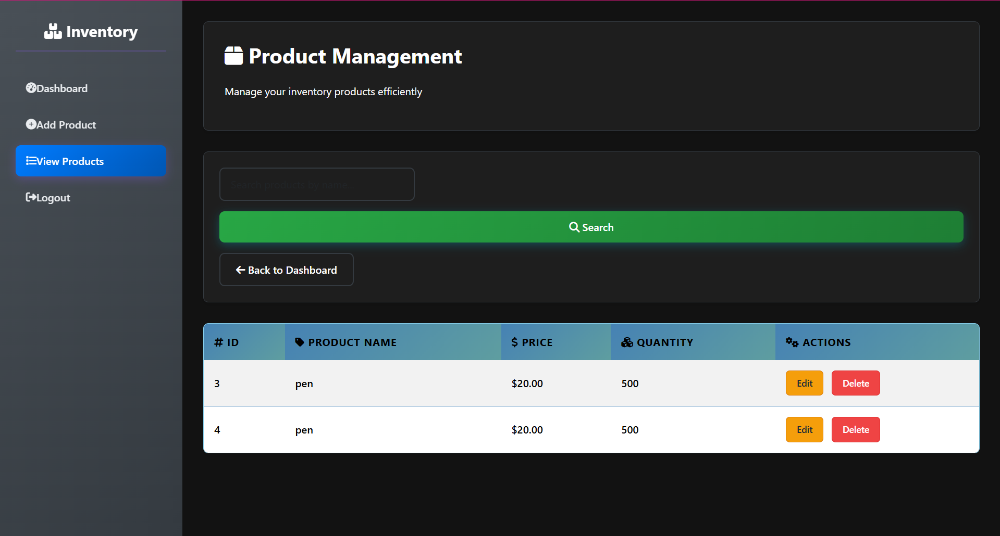 Inventory
Dashboard
Add Product
View Products
Logout
Product Management
Manage your inventory products efficiently
Search products by name...
Search
Back to Dashboard
# ID PRODUCT NAME $ PRICE QUANTITY ACTIONS
3 pen $20.00 500 Edit Delete
4 pen $20.00 500 Edit Delete